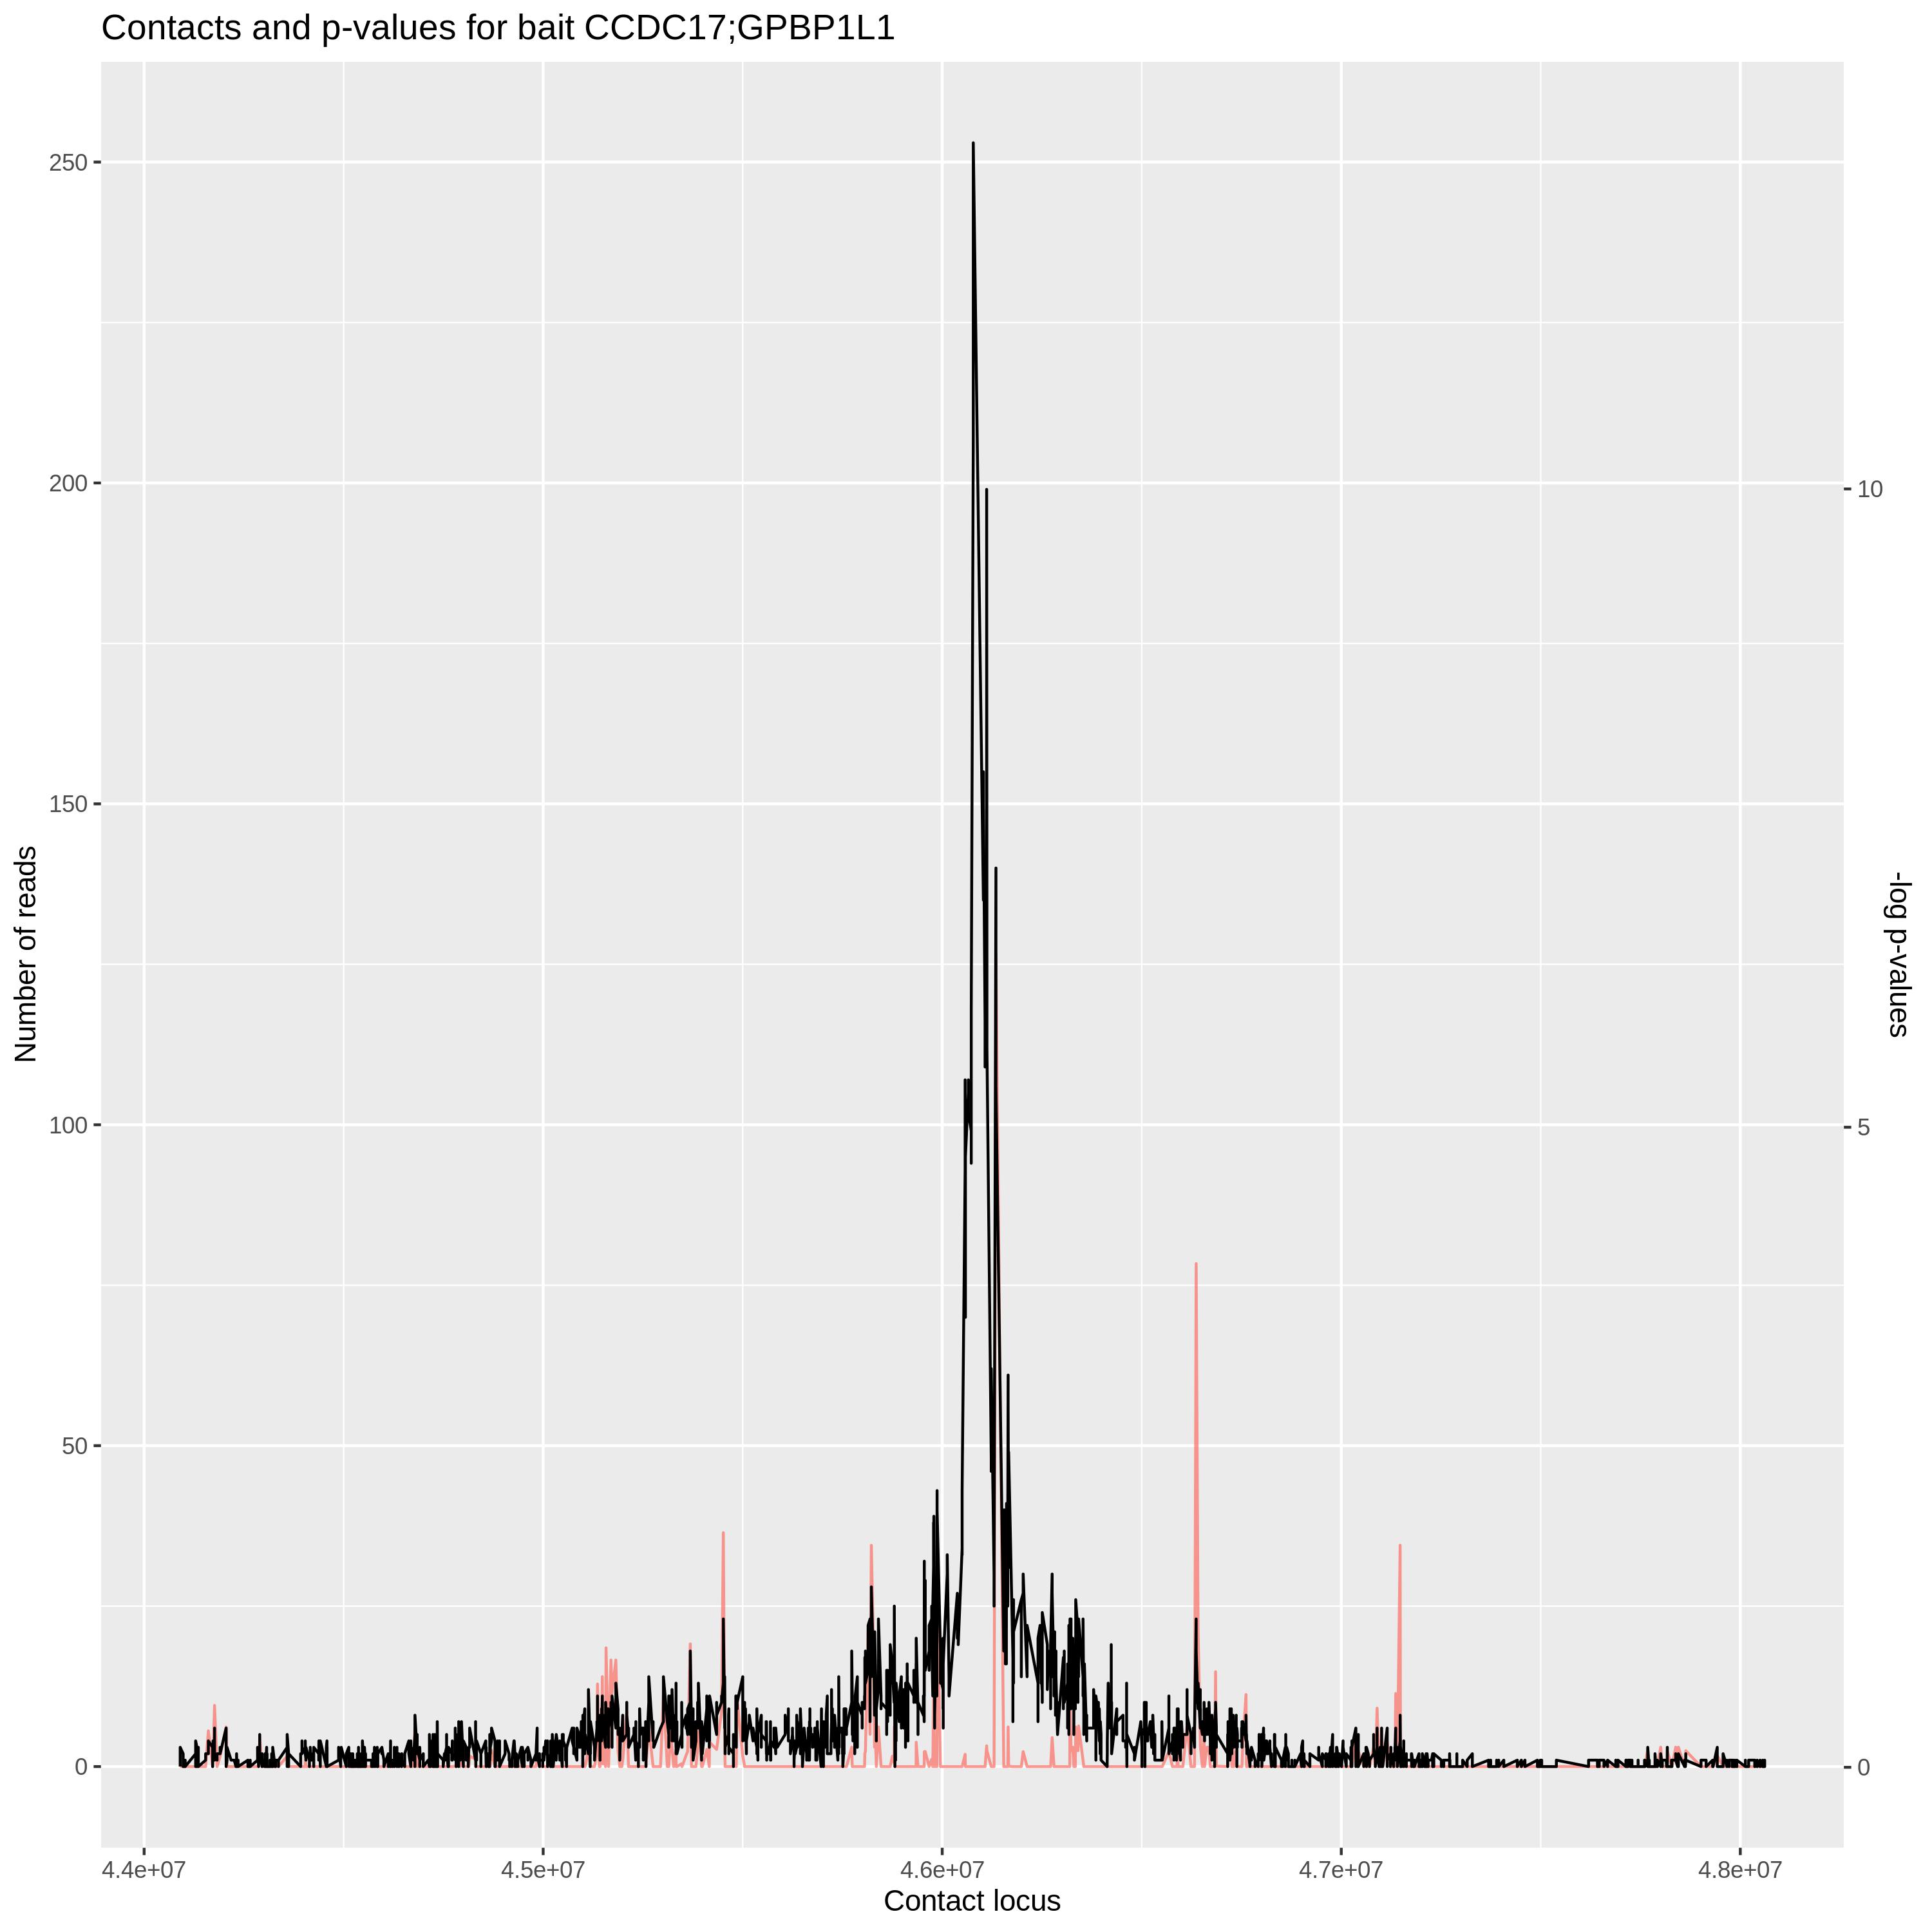 Contacts and p-values for bait CCDC17;GPBP1L1
250
200
150
100
50
0
Number of reads
10
5
0
-log p-values
4.4e+07 4.5e+07 4.6e+07 4.7e+07 4.8e+07
Contact locus